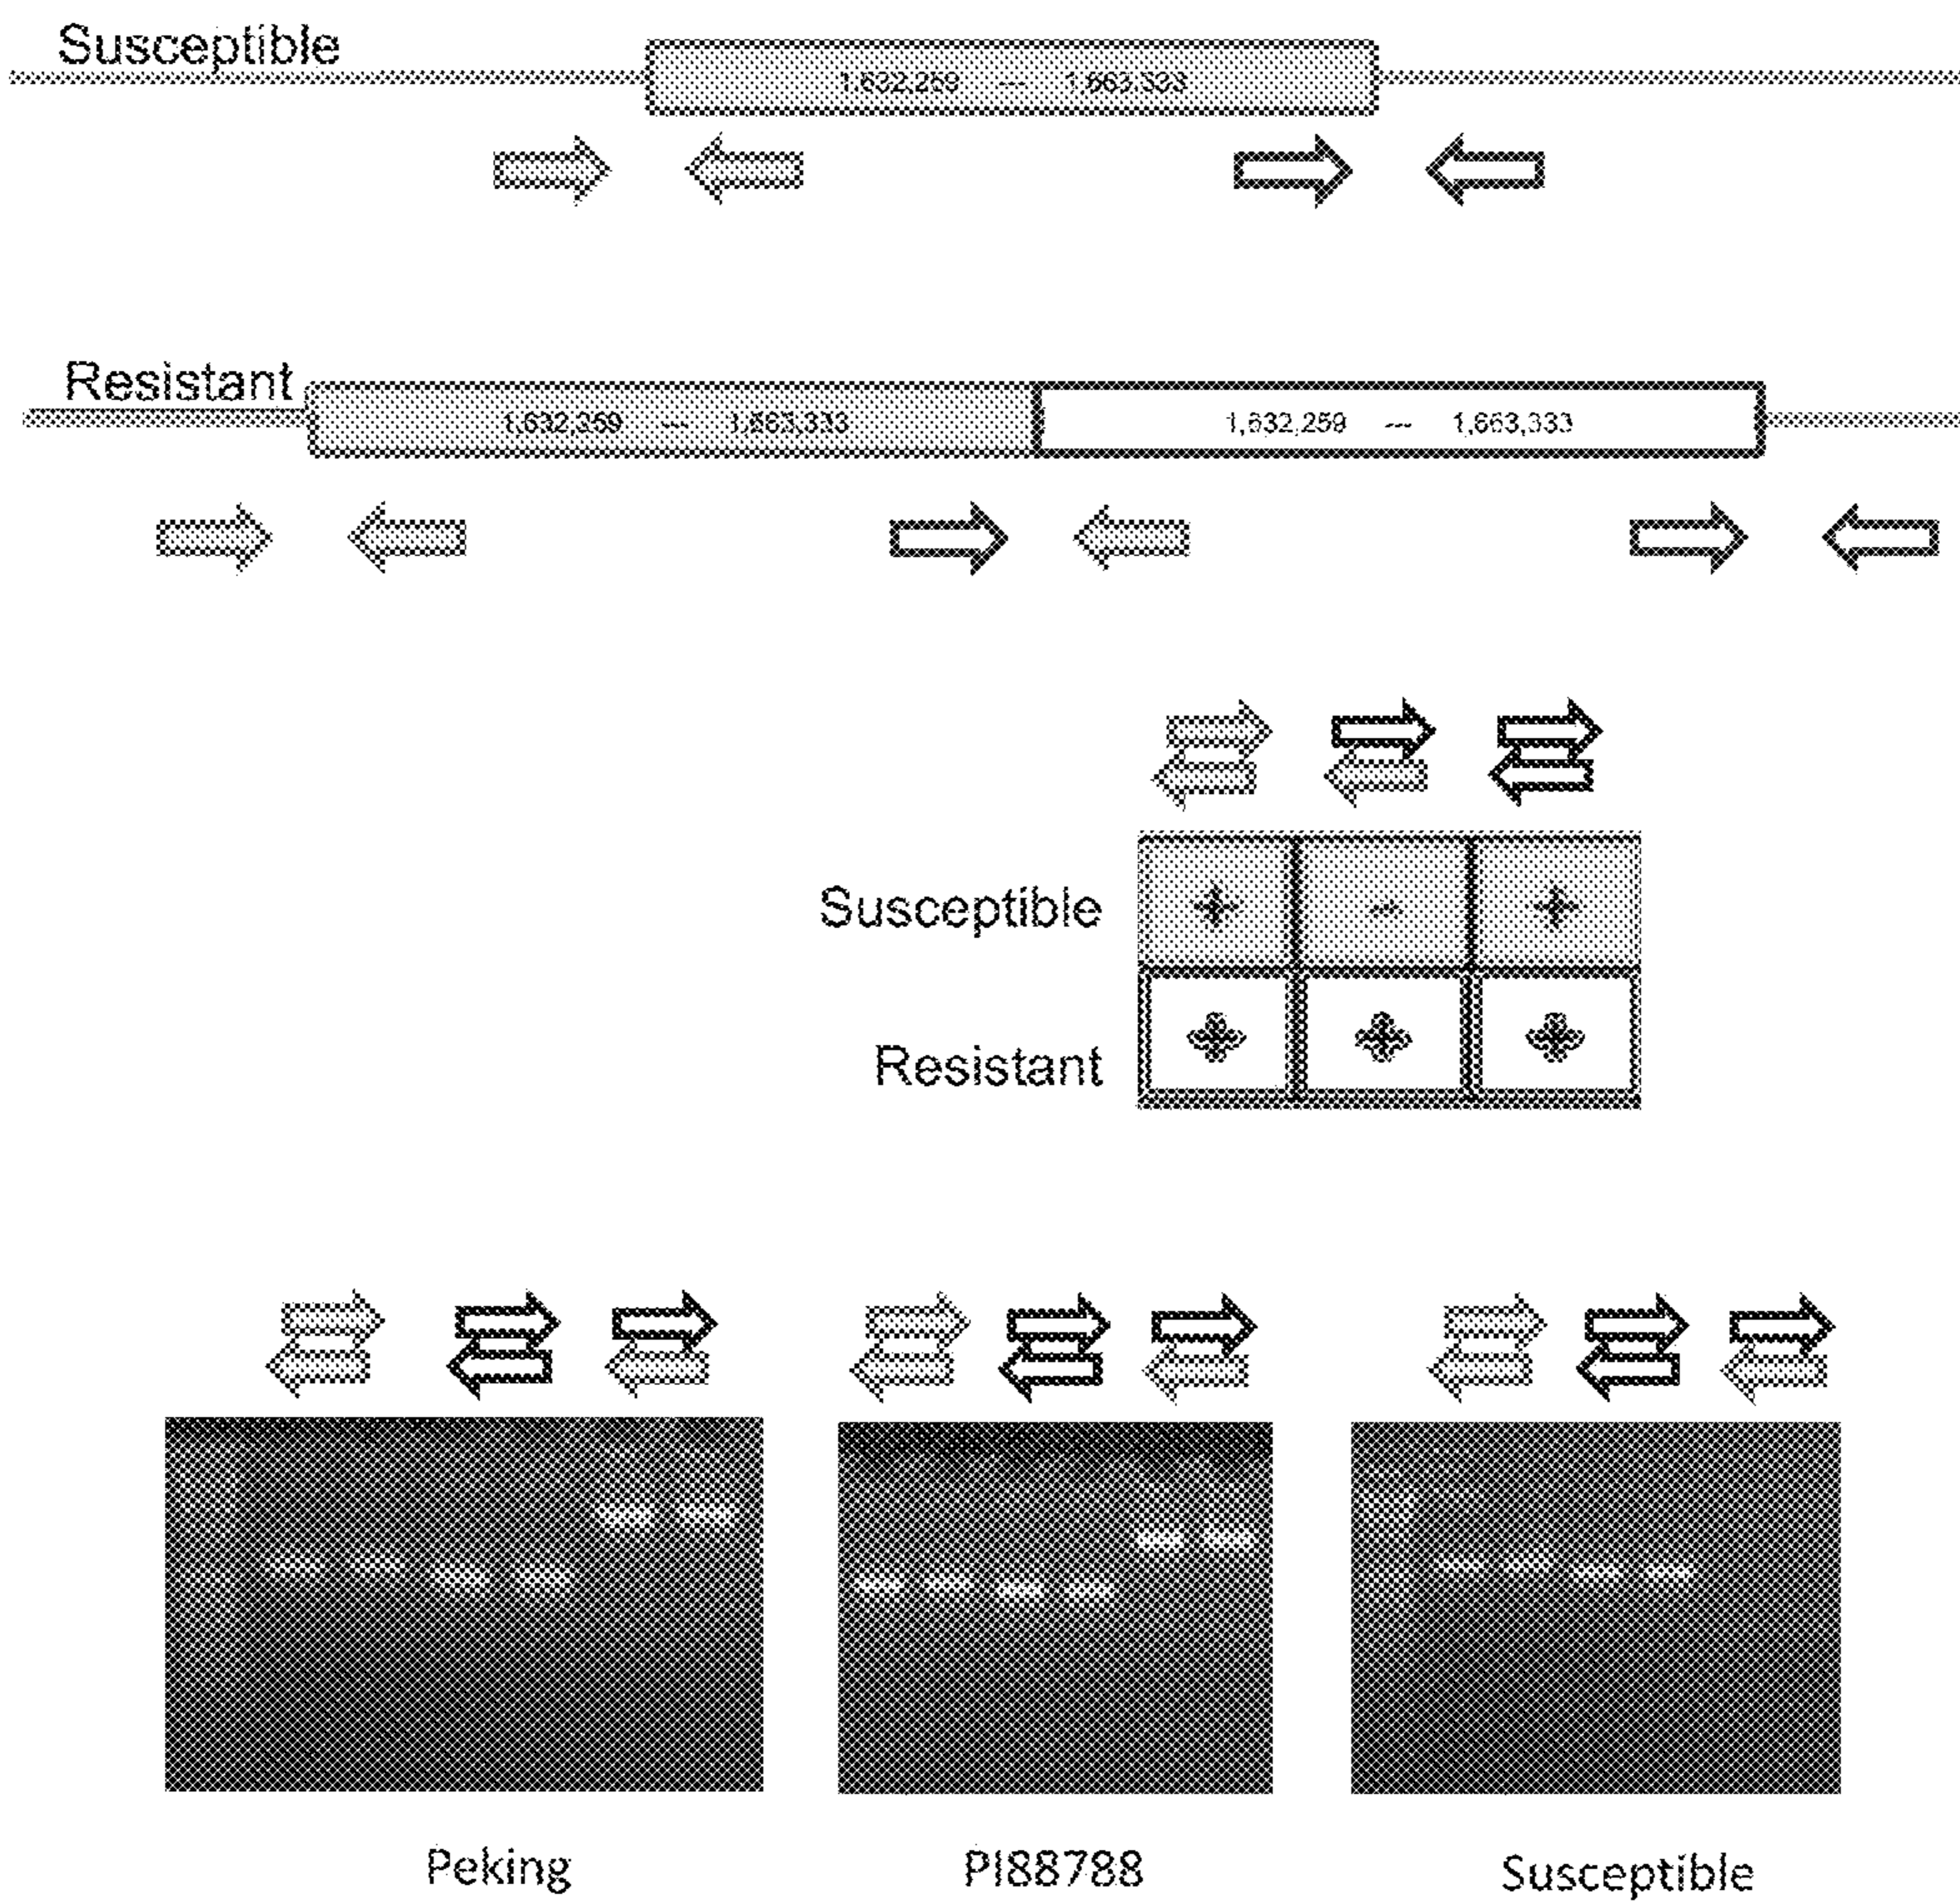 Susceptible
1,632,259 --- 1,663,333
Resistant
1,632,259 --- 1,663,333 1,632,259 --- 1,663,333
Susceptible + - +
Resistant + + +
Peking PI88788 Susceptible